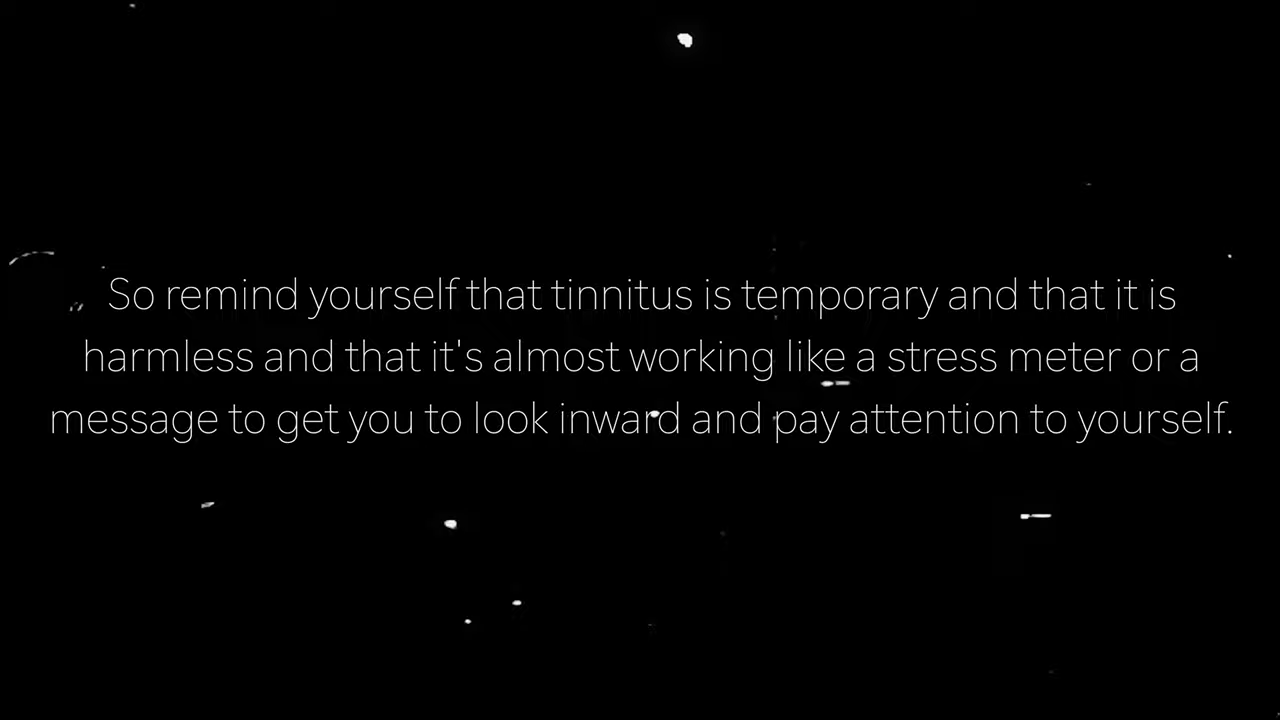 So remind yourself that tinnitus is temporary and that it is
harmless and that it's almost working like a stress meter or a
message to get you to look inward and pay attention to yourself.